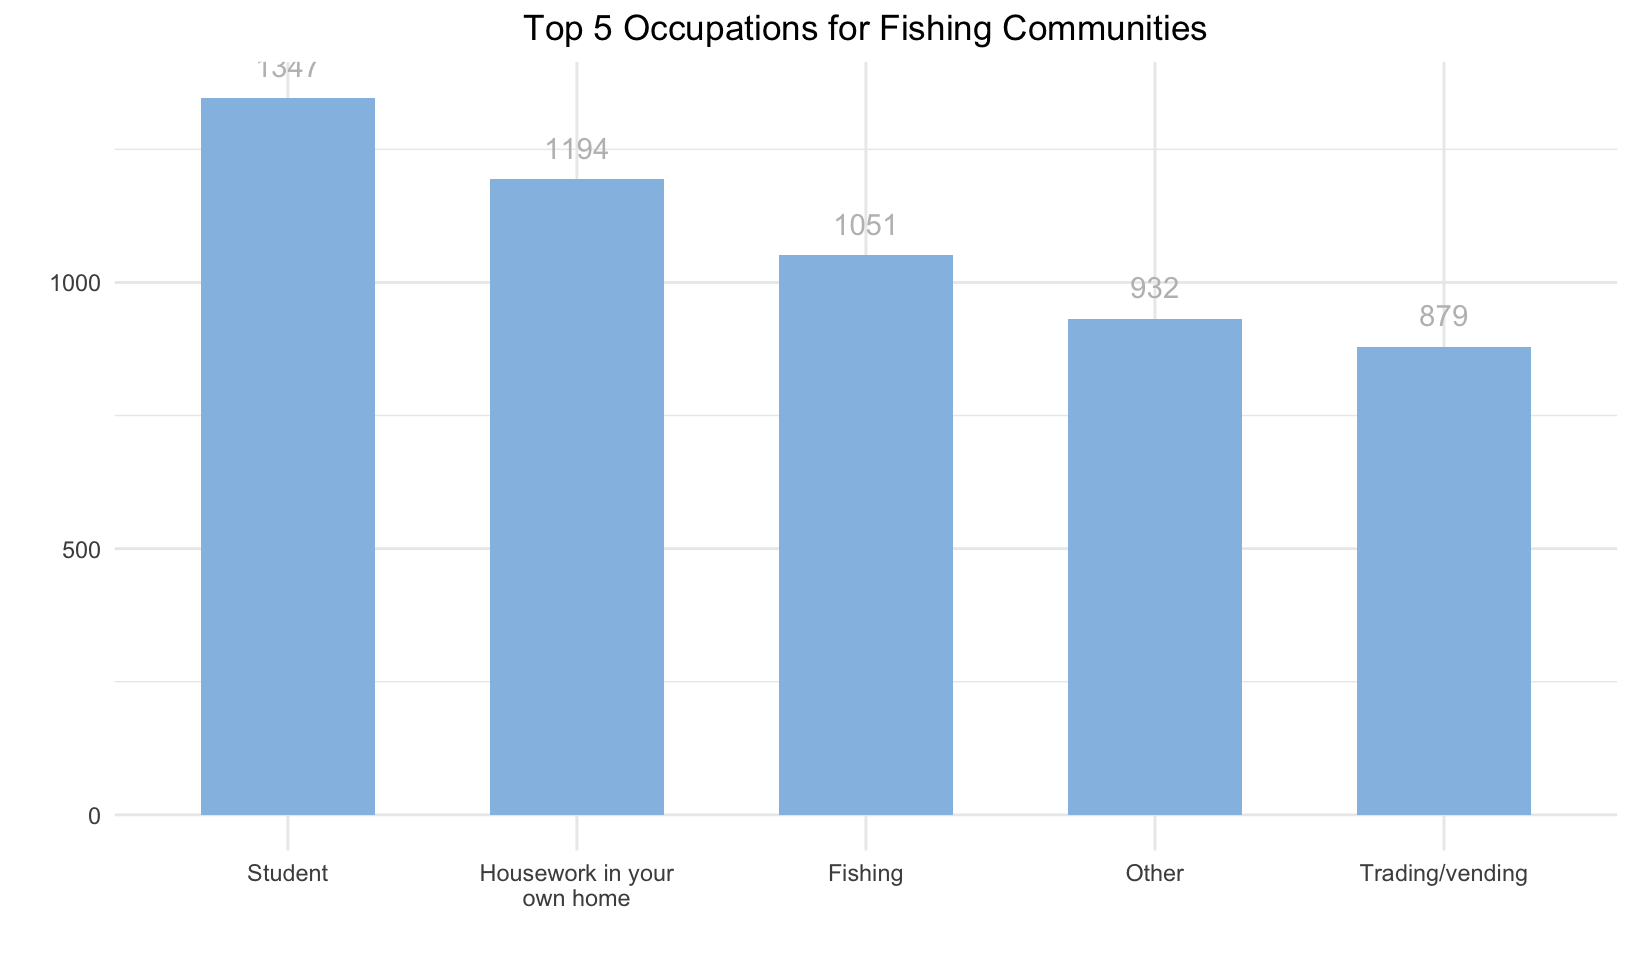 Top 5 Occupations for Fishing Communities
1347
1194
1051
932
879
1000
500
0
Student
Housework in your
own home
Fishing
Other
Trading/vending